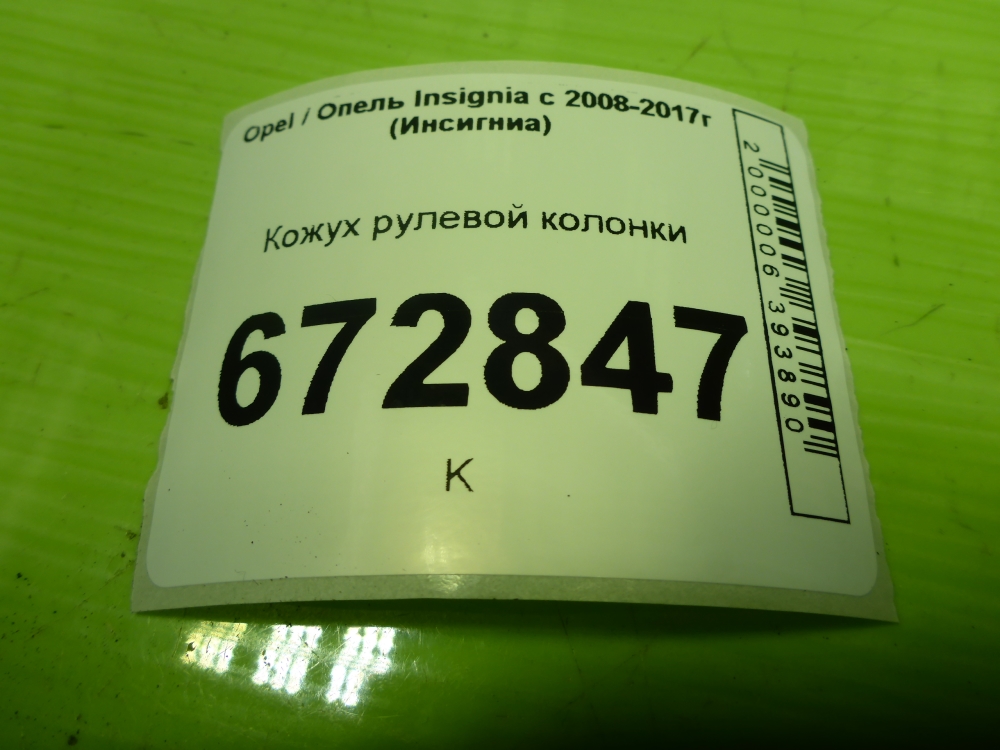 Opel / Опель Insignia с 2008-2017г
(Инсигниа)
Кожух рулевой колонки
672847
К
2000006393890